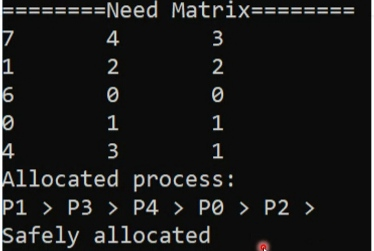 ========Need Matrix========
7 4 3
1 2 2
6 0 0
0 1 1
4 3 1
Allocated process:
P1 > P3 > P4 > P0 > P2 >
Safely allocated